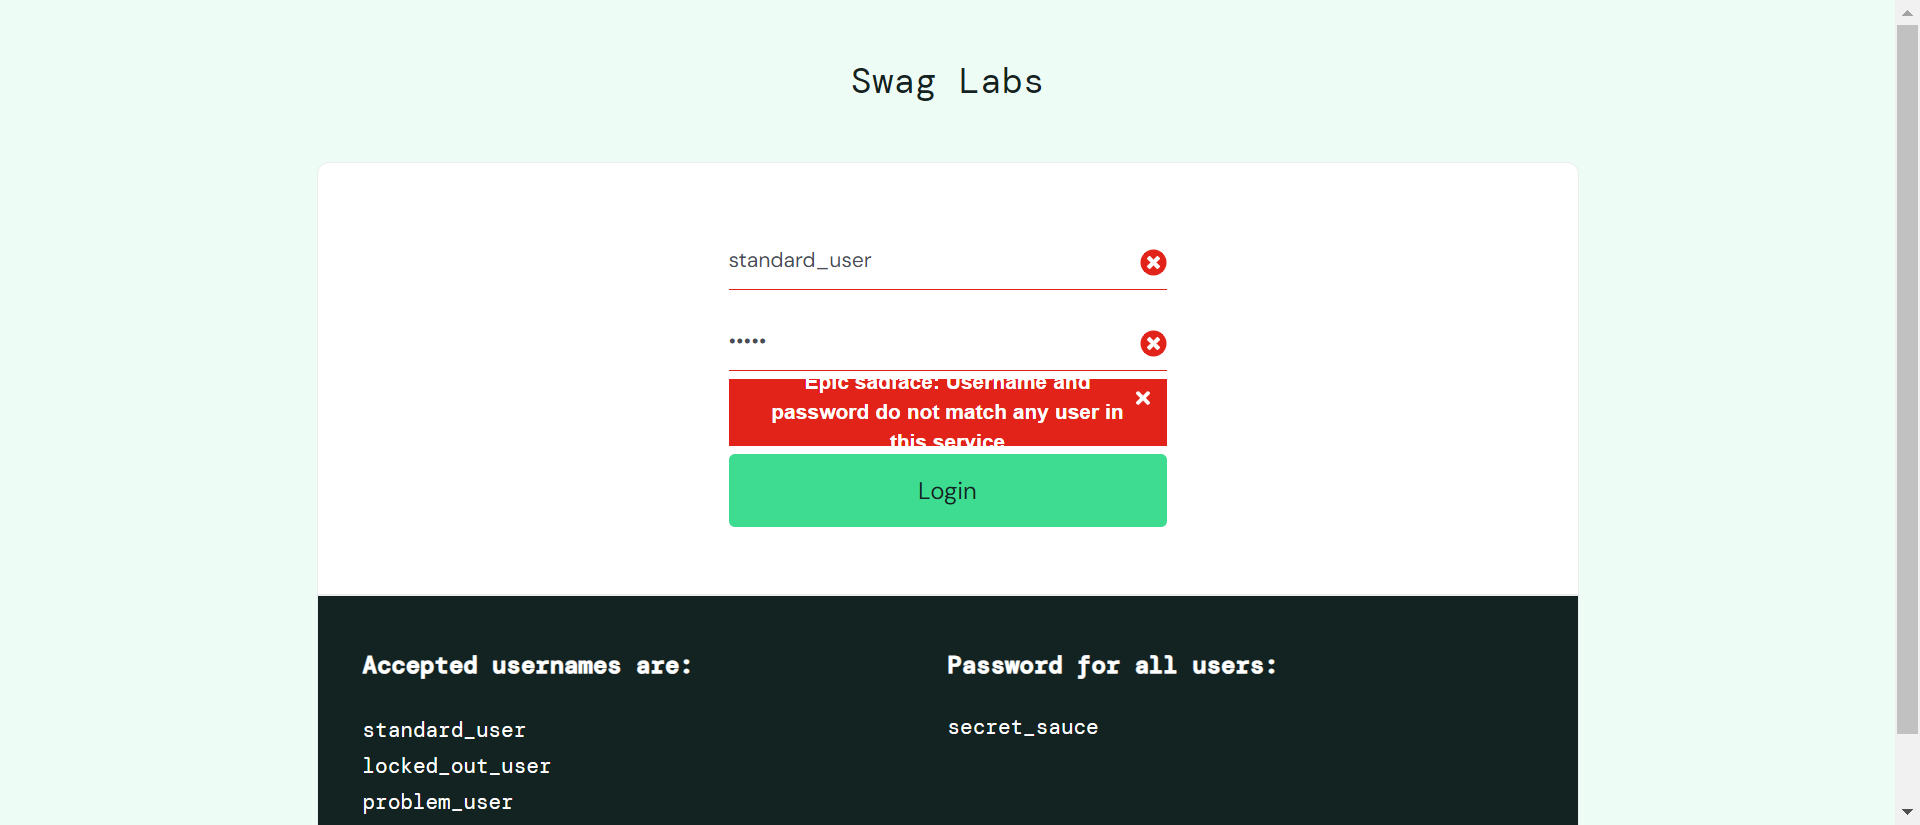 Swag Labs
standard_user
•••••
Epic sadface: Username and
password do not match any user in
this service
Login
Accepted usernames are:
standard_user
locked_out_user
problem_user
Password for all users:
secret_sauce